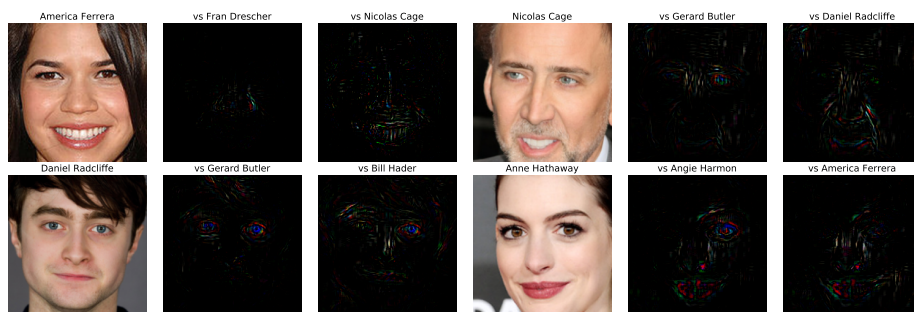 America Ferrera vs Fran Drescher vs Nicolas Cage Nicolas Cage vs Gerard Butler vs Daniel Radcliffe
Daniel Radcliffe vs Gerard Butler vs Bill Hader Anne Hathaway vs Angie Harmon vs America Ferrera